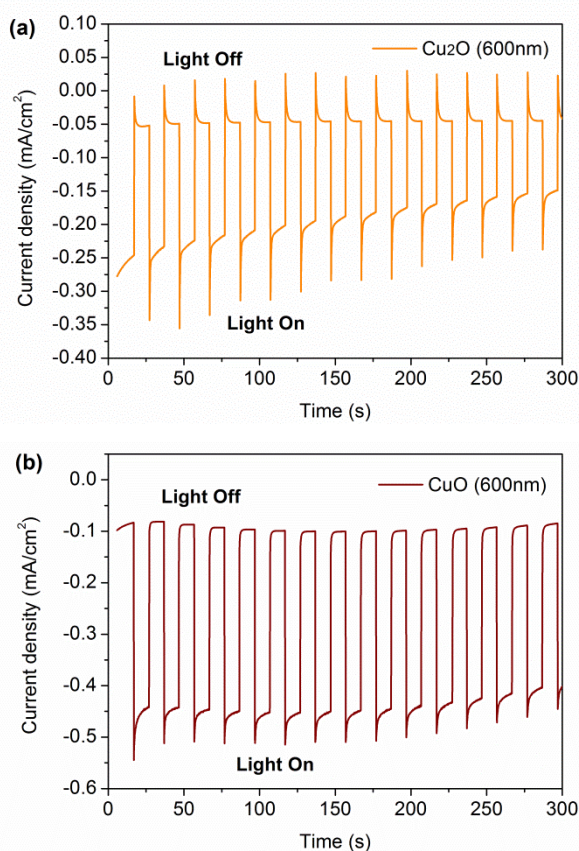 (a)
0.10
0.05
0.00
-0.05
-0.10
-0.15
-0.20
-0.25
-0.30
-0.35
-0.40
Current density (mA/cm²)
Light Off
Cu₂O (600nm)
Light On
0 50 100 150 200 250 300
Time (s)
(b)
0.0
-0.1
-0.2
-0.3
-0.4
-0.5
-0.6
Current density (mA/cm²)
Light Off
CuO (600nm)
Light On
0 50 100 150 200 250 300
Time (s)